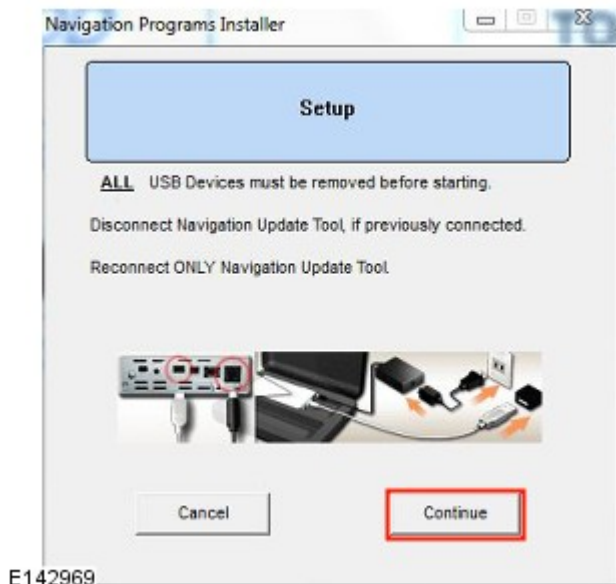 Navigation Programs Installer
Setup
ALL USB Devices must be removed before starting.
Disconnect Navigation Update Tool, if previously connected.
Reconnect ONLY Navigation Update Tool.
Cancel
Continue
E142969